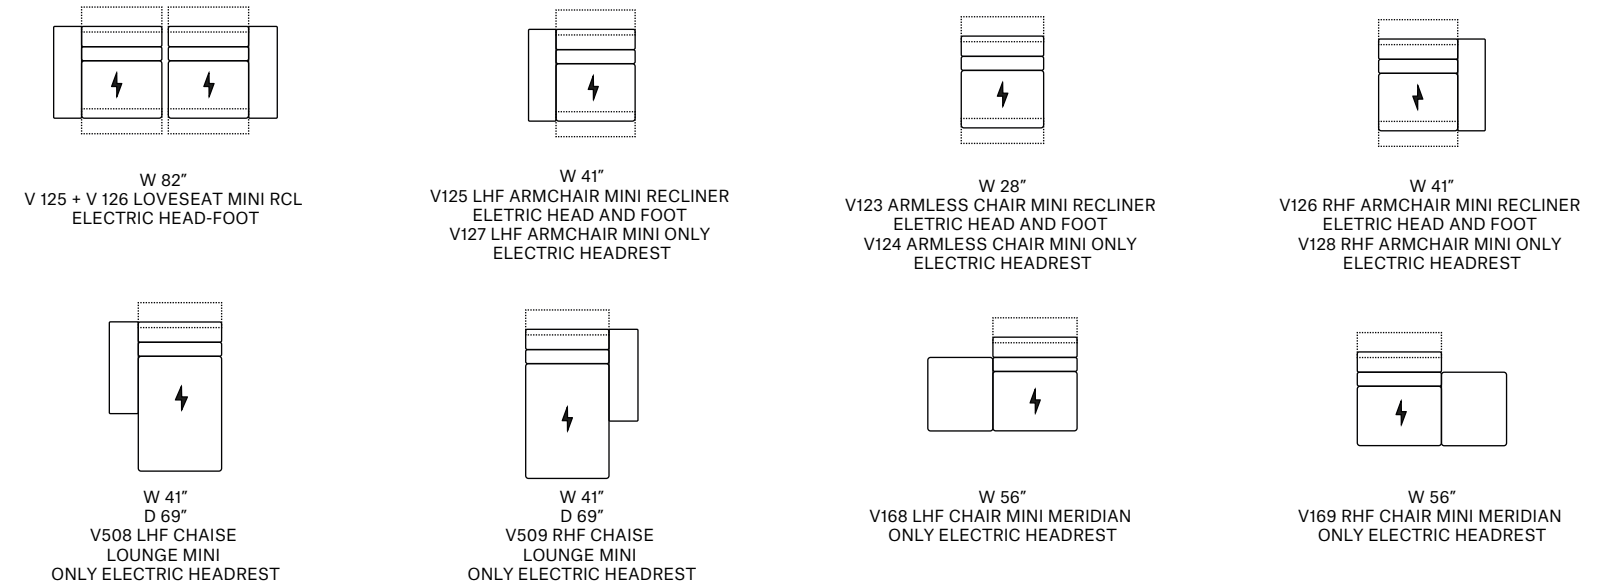 W 82”
V 125 + V 126 LOVESEAT MINI RCL
ELECTRIC HEAD-FOOT
W 41”
V125 LHF ARMCHAIR MINI RECLINER
ELETRIC HEAD AND FOOT
V127 LHF ARMCHAIR MINI ONLY
ELECTRIC HEADREST
W 28”
V123 ARMLESS CHAIR MINI RECLINER
ELETRIC HEAD AND FOOT
V124 ARMLESS CHAIR MINI ONLY
ELECTRIC HEADREST
W 41”
V126 RHF ARMCHAIR MINI RECLINER
ELETRIC HEAD AND FOOT
V128 RHF ARMCHAIR MINI ONLY
ELECTRIC HEADREST
W 41”
D 69”
V508 LHF CHAISE
LOUNGE MINI
ONLY ELECTRIC HEADREST
W 41”
D 69”
V509 RHF CHAISE
LOUNGE MINI
ONLY ELECTRIC HEADREST
W 56”
V168 LHF CHAIR MINI MERIDIAN
ONLY ELECTRIC HEADREST
W 56”
V169 RHF CHAIR MINI MERIDIAN
ONLY ELECTRIC HEADREST